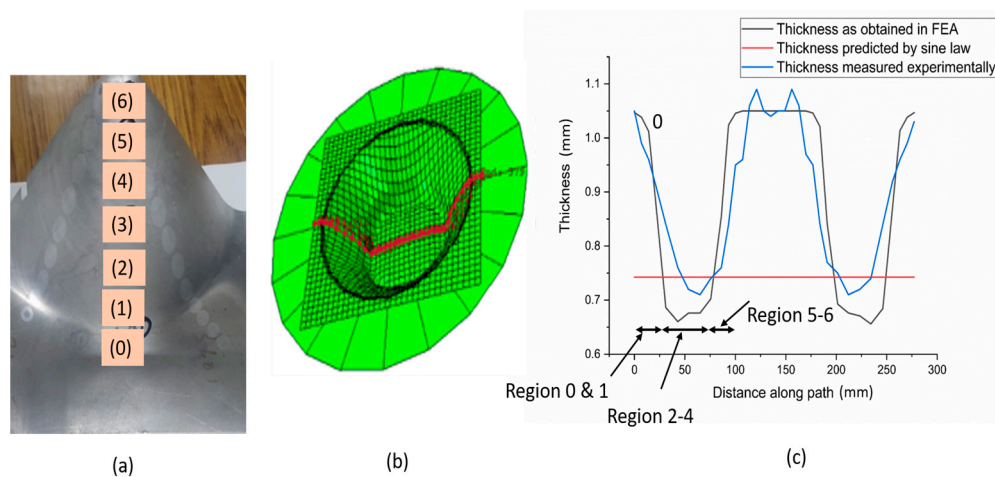 (6)
(5)
(4)
(3)
(2)
(1)
(0)
(a)
(b)
Thickness as obtained in FEA
Thickness predicted by sine law
Thickness measured experimentally
1.1
1.0
0.9
0.8
0.7
0.6
Thickness (mm)
0
Region 5-6
0
50
100
150
200
250
300
Distance along path (mm)
Region 0 & 1
Region 2-4
(c)